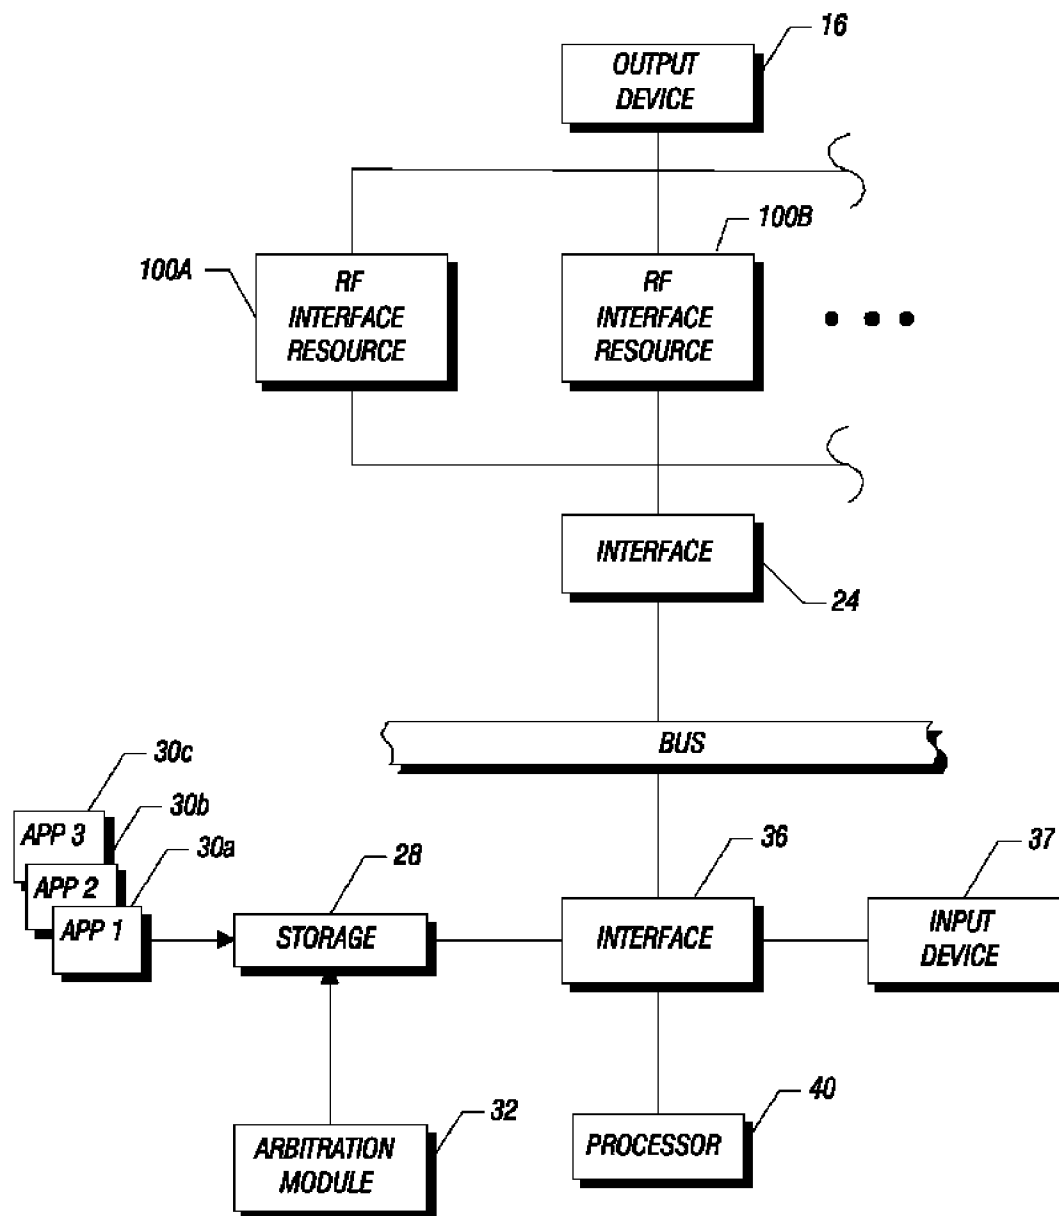 16
OUTPUT
DEVICE
100B
100A
RF
INTERFACE
RESOURCE
RF
INTERFACE
RESOURCE
INTERFACE
24
BUS
30c
30b
30a
APP 3
APP 2
APP 1
28
STORAGE
36
INTERFACE
37
INPUT
DEVICE
32
ARBITRATION
MODULE
40
PROCESSOR